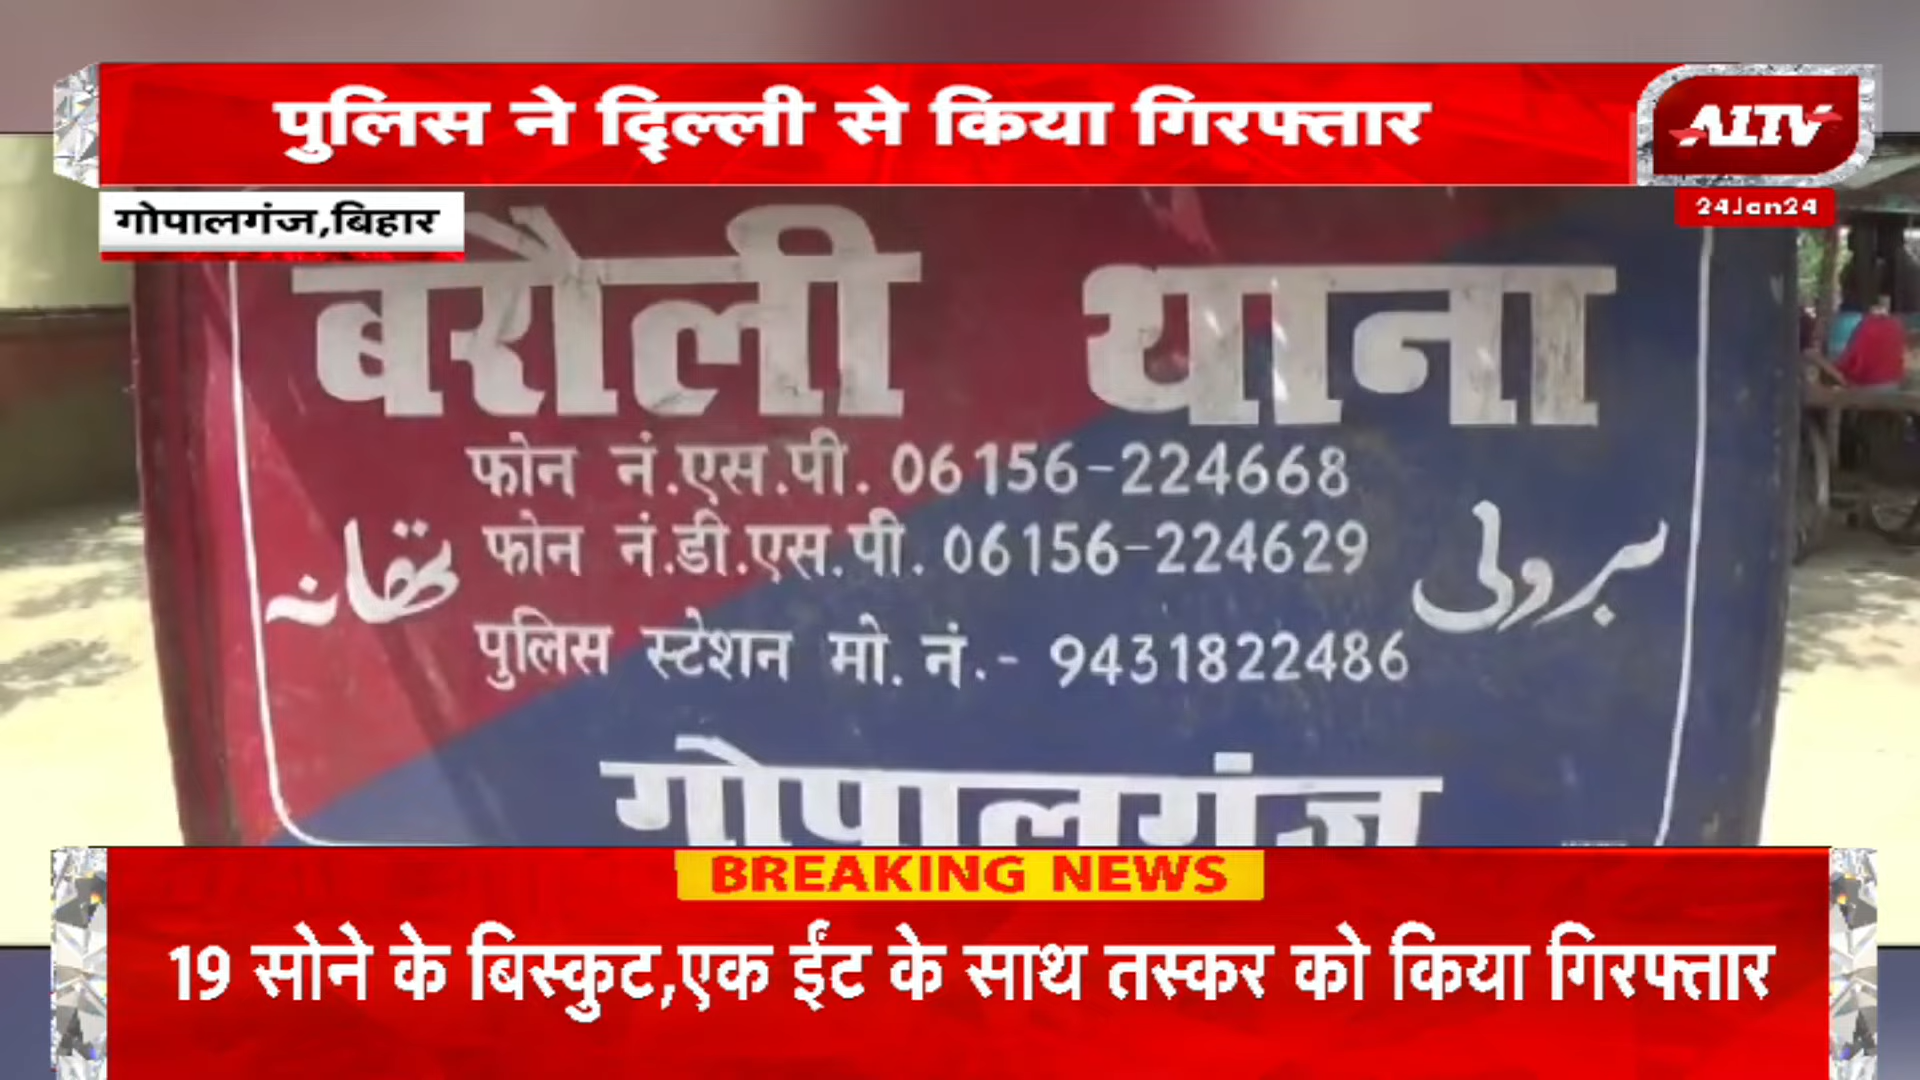 पुलिस ने दिल्ली से किया गिरफ्तार
ALTV
गोपालगंज,बिहार
24Jan24
बरौली थाना
फोन नं.एस.पी. 06156-224668
फोन नं.डी.एस.पी. 06156-224629
تھانہ برولی
पुलिस स्टेशन मो. नं.- 9431822486
गोपालगंज
BREAKING NEWS
19 सोने के बिस्कुट,एक ईंट के साथ तस्कर को किया गिरफ्तार